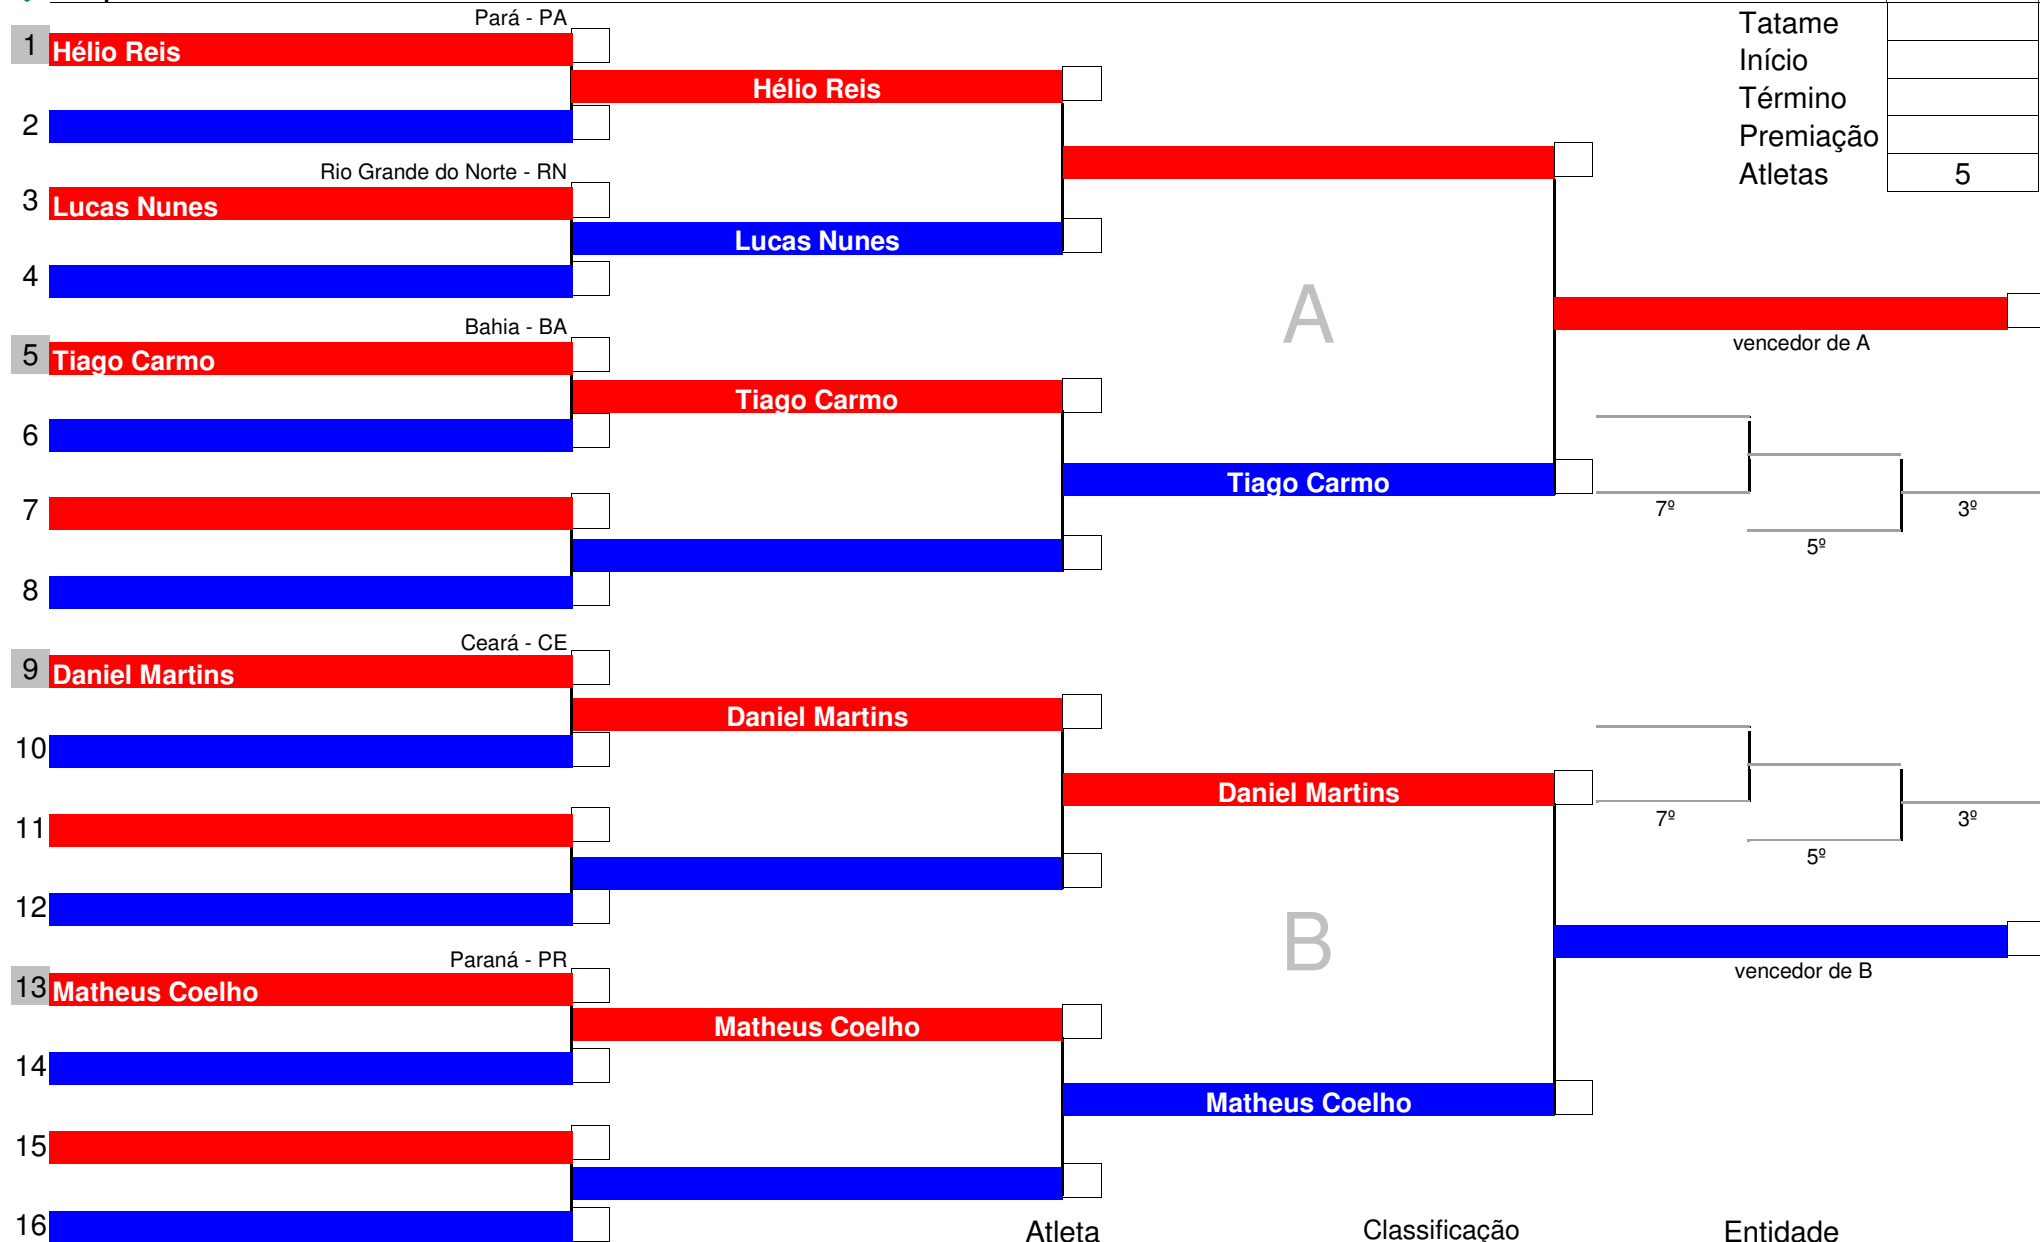 Pará - PA
1 Hélio Reis
Hélio Reis
2
Rio Grande do Norte - RN
3 Lucas Nunes
Lucas Nunes
4
Bahia - BA
5 Tiago Carmo
Tiago Carmo
6
Tiago Carmo
7
8
Ceará - CE
9 Daniel Martins
Daniel Martins
10
Daniel Martins
11
12
Paraná - PR
13 Matheus Coelho
Matheus Coelho
14
Matheus Coelho
15
16
A
vencedor de A
7º
5º
3º
B
7º
5º
3º
vencedor de B
Tatame
Início
Término
Premiação
Atletas 5
Atleta Classificação Entidade